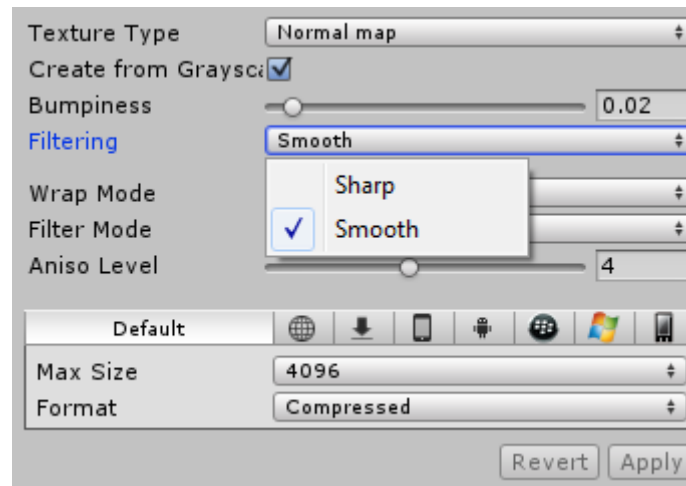 Texture Type Normal map
Create from Graysca
Bumpiness 0.02
Filtering Smooth
Sharp
Wrap Mode
Smooth
Filter Mode
Aniso Level 4
Default
Max Size 4096
Format Compressed
Revert Apply